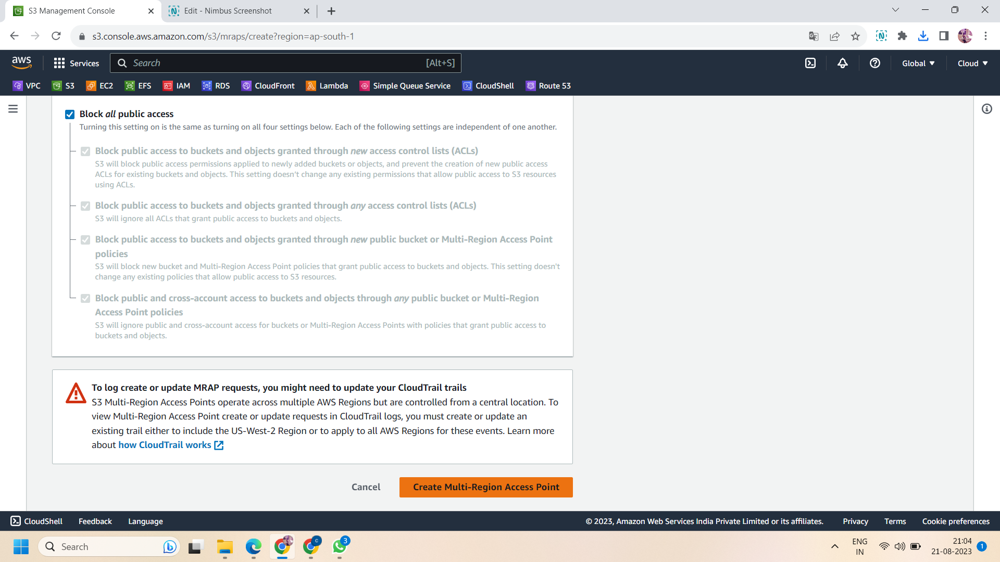 S3 Management Console
Edit - Nimbus Screenshot
s3.console.aws.amazon.com/s3/mraps/create?region=ap-south-1
aws
Services
Search
[Alt+S]
Global
Cloud
VPC
S3
EC2
EFS
IAM
RDS
CloudFront
Lambda
Simple Queue Service
CloudShell
Route 53
Block all public access
Turning this setting on is the same as turning on all four settings below. Each of the following settings are independent of one another.
Block public access to buckets and objects granted through new access control lists (ACLs)
S3 will block public access permissions applied to newly added buckets or objects, and prevent the creation of new public access
ACLs for existing buckets and objects. This setting doesn't change any existing permissions that allow public access to S3 resources
using ACLs.
Block public access to buckets and objects granted through any access control lists (ACLs)
S3 will ignore all ACLs that grant public access to buckets and objects.
Block public access to buckets and objects granted through new public bucket or Multi-Region Access Point
policies
S3 will block new bucket and Multi-Region Access Point policies that grant public access to buckets and objects. This setting doesn't
change any existing policies that allow public access to S3 resources.
Block public and cross-account access to buckets and objects through any public bucket or Multi-Region
Access Point policies
S3 will ignore public and cross-account access for buckets or Multi-Region Access Points with policies that grant public access to
buckets and objects.
To log create or update MRAP requests, you might need to update your CloudTrail trails
S3 Multi-Region Access Points operate across multiple AWS Regions but are controlled from a central location. To
view Multi-Region Access Point create or update requests in CloudTrail logs, you must create or update an
existing trail either to include the US-West-2 Region or to apply to all AWS Regions for these events. Learn more
about how CloudTrail works
Cancel
Create Multi-Region Access Point
CloudShell
Feedback
Language
© 2023, Amazon Web Services India Private Limited or its affiliates.
Privacy
Terms
Cookie preferences
Search
C
3
ENG
IN
21:04
21-08-2023
1